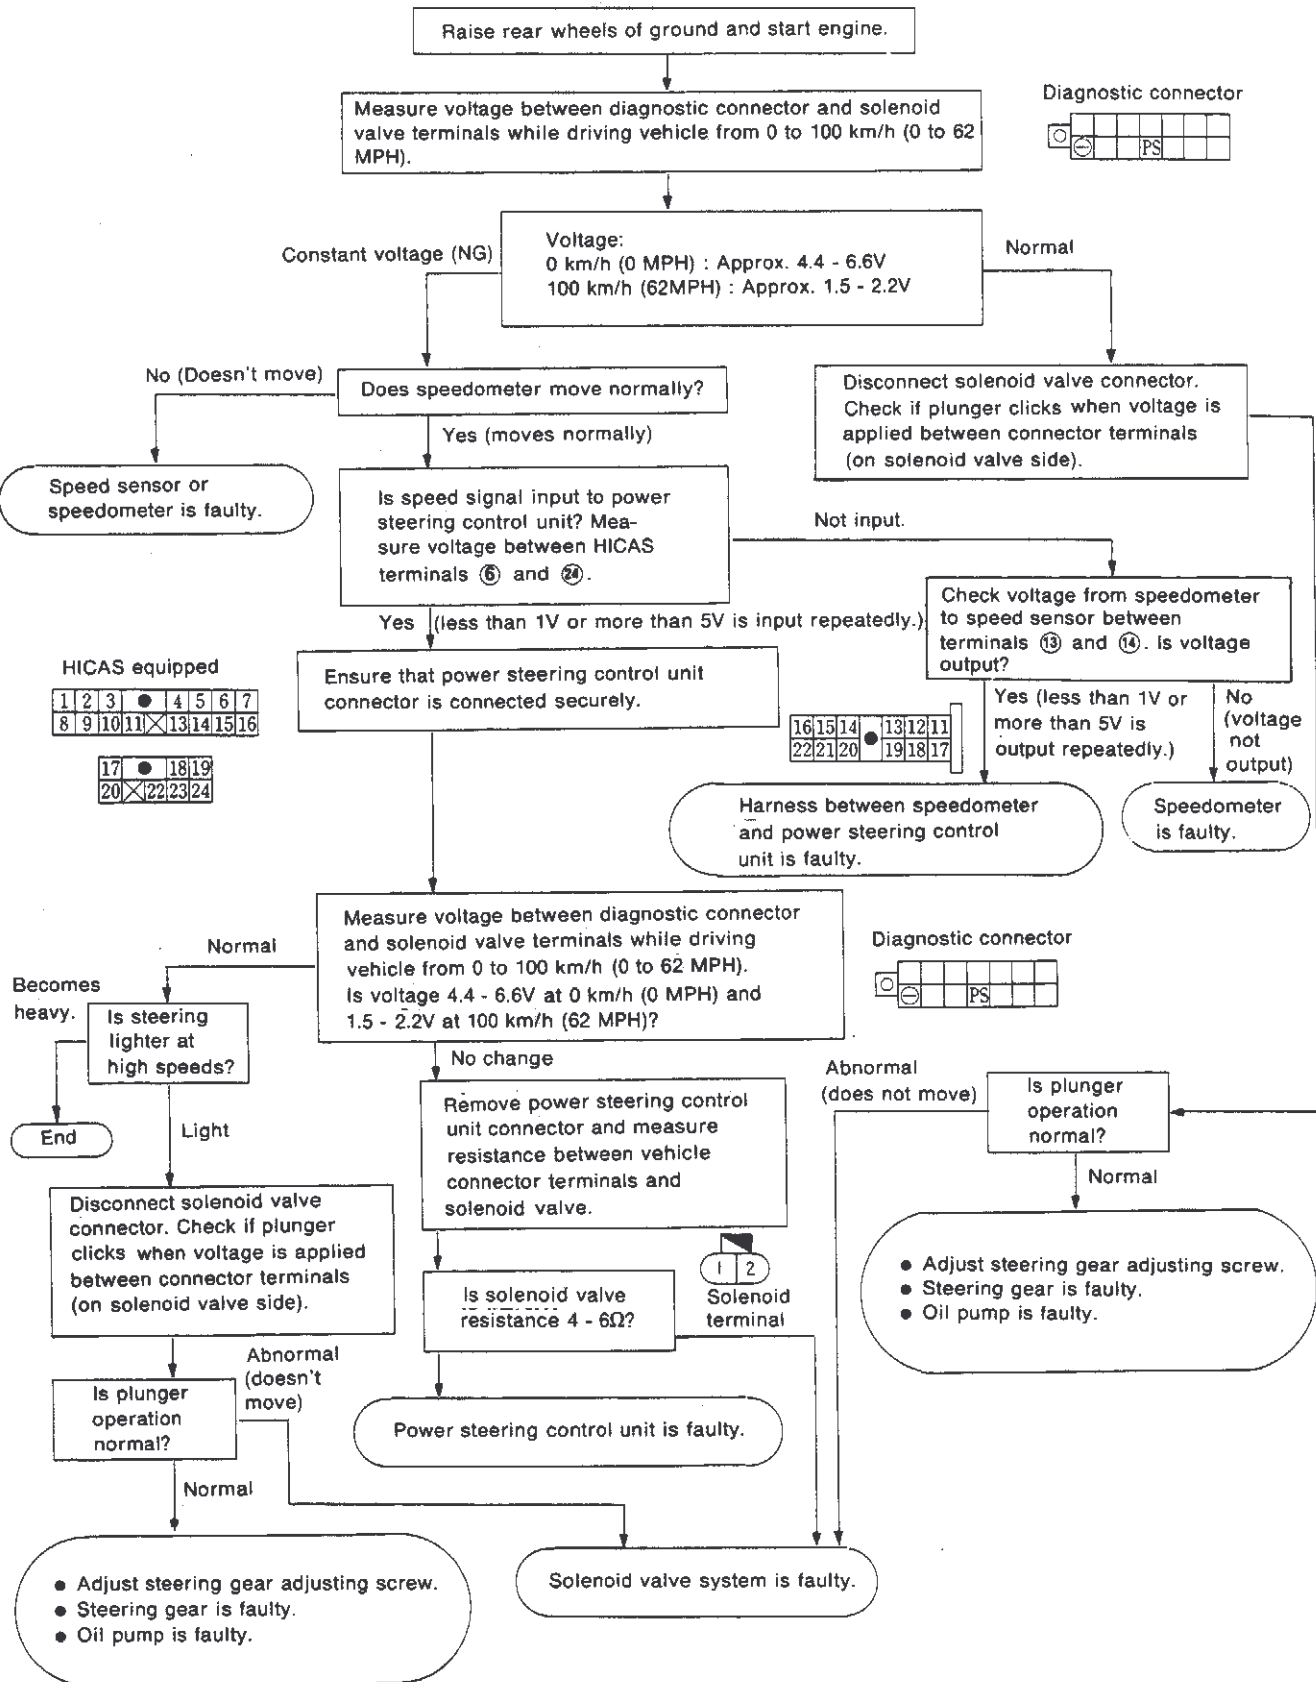 Raise rear wheels of ground and start engine.
Measure voltage between diagnostic connector and solenoid
valve terminals while driving vehicle from 0 to 100 km/h (0 to 62
MPH).
Diagnostic connector
PS
Constant voltage (NG)
Voltage:
0 km/h (0 MPH) : Approx. 4.4 - 6.6V
100 km/h (62MPH) : Approx. 1.5 - 2.2V
Normal
No (Doesn't move)
Does speedometer move normally?
Yes (moves normally)
Disconnect solenoid valve connector.
Check if plunger clicks when voltage is
applied between connector terminals
(on solenoid valve side).
Speed sensor or
speedometer is faulty.
Is speed signal input to power
steering control unit? Mea-
sure voltage between HICAS
terminals ⑥ and ㉔.
Not input.
Yes (less than 1V or more than 5V is input repeatedly.)
Check voltage from speedometer
to speed sensor between
terminals ⑬ and ⑭. Is voltage
output?
HICAS equipped
1 2 3 4 5 6 7
8 9 10 11 13 14 15 16
17 18 19
20 22 23 24
Ensure that power steering control unit
connector is connected securely.
16 15 14 13 12 11
22 21 20 19 18 17
Yes (less than 1V or
more than 5V is
output repeatedly.)
No
(voltage
not
output)
Harness between speedometer
and power steering control
unit is faulty.
Speedometer
is faulty.
Measure voltage between diagnostic connector
and solenoid valve terminals while driving
vehicle from 0 to 100 km/h (0 to 62 MPH).
Is voltage 4.4 - 6.6V at 0 km/h (0 MPH) and
1.5 - 2.2V at 100 km/h (62 MPH)?
Diagnostic connector
PS
Normal
Becomes
heavy.
Is steering
lighter at
high speeds?
No change
End
Light
Remove power steering control
unit connector and measure
resistance between vehicle
connector terminals and
solenoid valve.
Abnormal
(does not move)
Is plunger
operation
normal?
Normal
Disconnect solenoid valve
connector. Check if plunger
clicks when voltage is applied
between connector terminals
(on solenoid valve side).
1 2
Solenoid
terminal
Is solenoid valve
resistance 4 - 6Ω?
● Adjust steering gear adjusting screw.
● Steering gear is faulty.
● Oil pump is faulty.
Abnormal
(doesn't
move)
Is plunger
operation
normal?
Power steering control unit is faulty.
Normal
● Adjust steering gear adjusting screw.
● Steering gear is faulty.
● Oil pump is faulty.
Solenoid valve system is faulty.